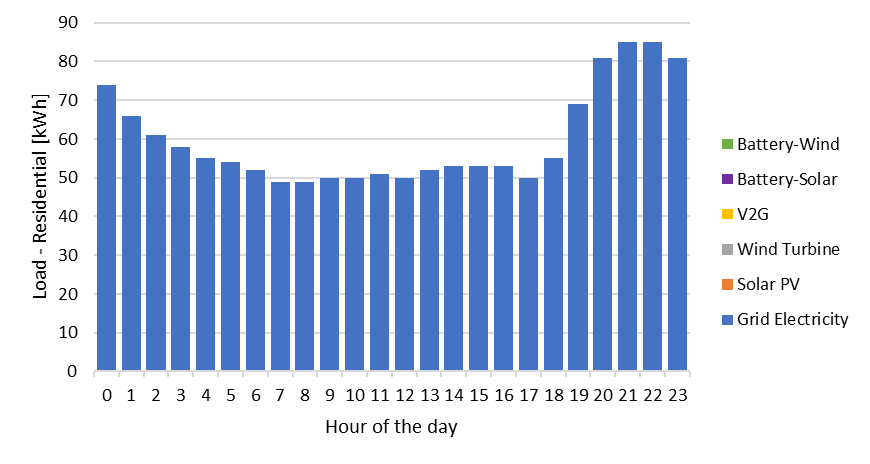 90
80
70
60
50
40
30
20
10
0
Load - Residential [kWh]
0 1 2 3 4 5 6 7 8 9 10 11 12 13 14 15 16 17 18 19 20 21 22 23
Hour of the day
Battery-Wind
Battery-Solar
V2G
Wind Turbine
Solar PV
Grid Electricity